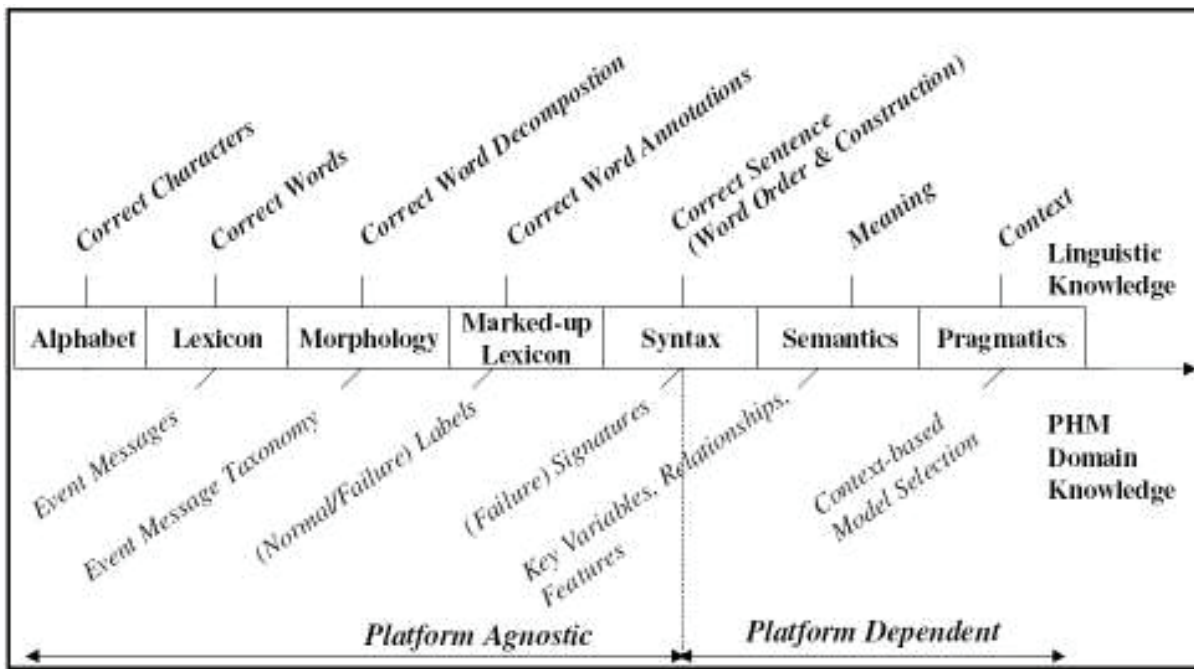 Correct Characters
Correct Words
Correct Word Decompostion
Correct Word Annotations
Correct Sentence
(Word Order & Construction)
Meaning
Context
Linguistic
Knowledge
Alphabet
Lexicon
Morphology
Marked-up
Lexicon
Syntax
Semantics
Pragmatics
Event Messages
Event Message Taxonomy
(Normal/Failure) Labels
(Failure) Signatures
Key Variables, Relationships,
Features
Context-based
Model Selection
PHM
Domain
Knowledge
Platform Agnostic
Platform Dependent